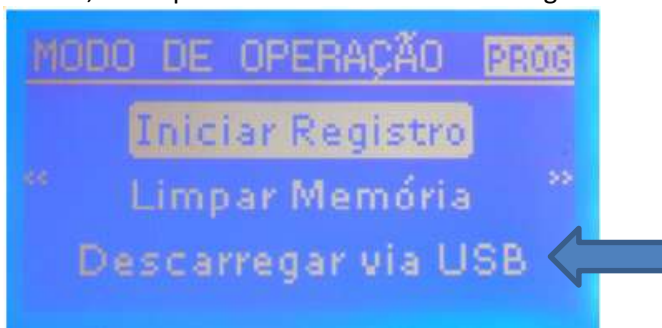 MODO DE OPERAÇÃO PROG
Iniciar Registro
« Limpar Memória »
Descarregar via USB